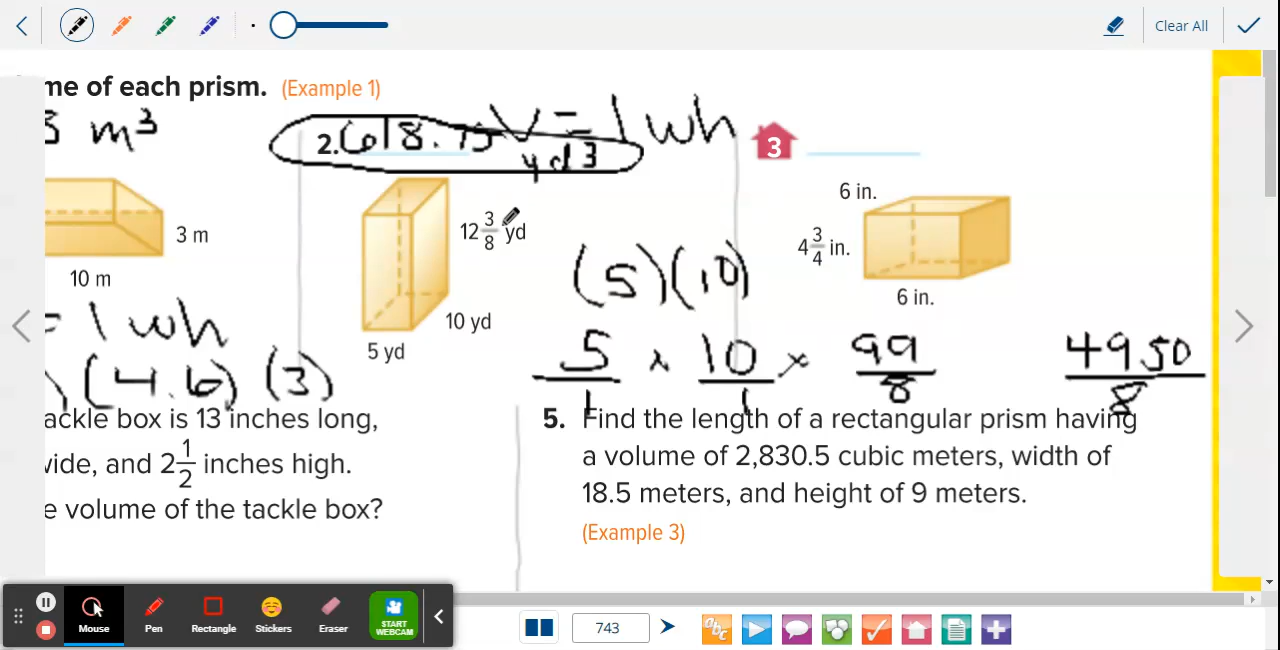 Clear All
me of each prism. (Example 1)
3 m³
2. 618.75 yd 3
V = l wh
3
3 m
10 m
12 3/8 yd
10 yd
5 yd
6 in.
4 3/4 in.
6 in.
= l wh
(4.6) (3)
(5)(10)
5/1 x 10/1 x 99/8
4950/8
ackle box is 13 inches long,
vide, and 2 1/2 inches high.
e volume of the tackle box?
5. Find the length of a rectangular prism having
a volume of 2,830.5 cubic meters, width of
18.5 meters, and height of 9 meters.
(Example 3)
Mouse
Pen
Rectangle
Stickers
Eraser
START WEBCAM
743
abc